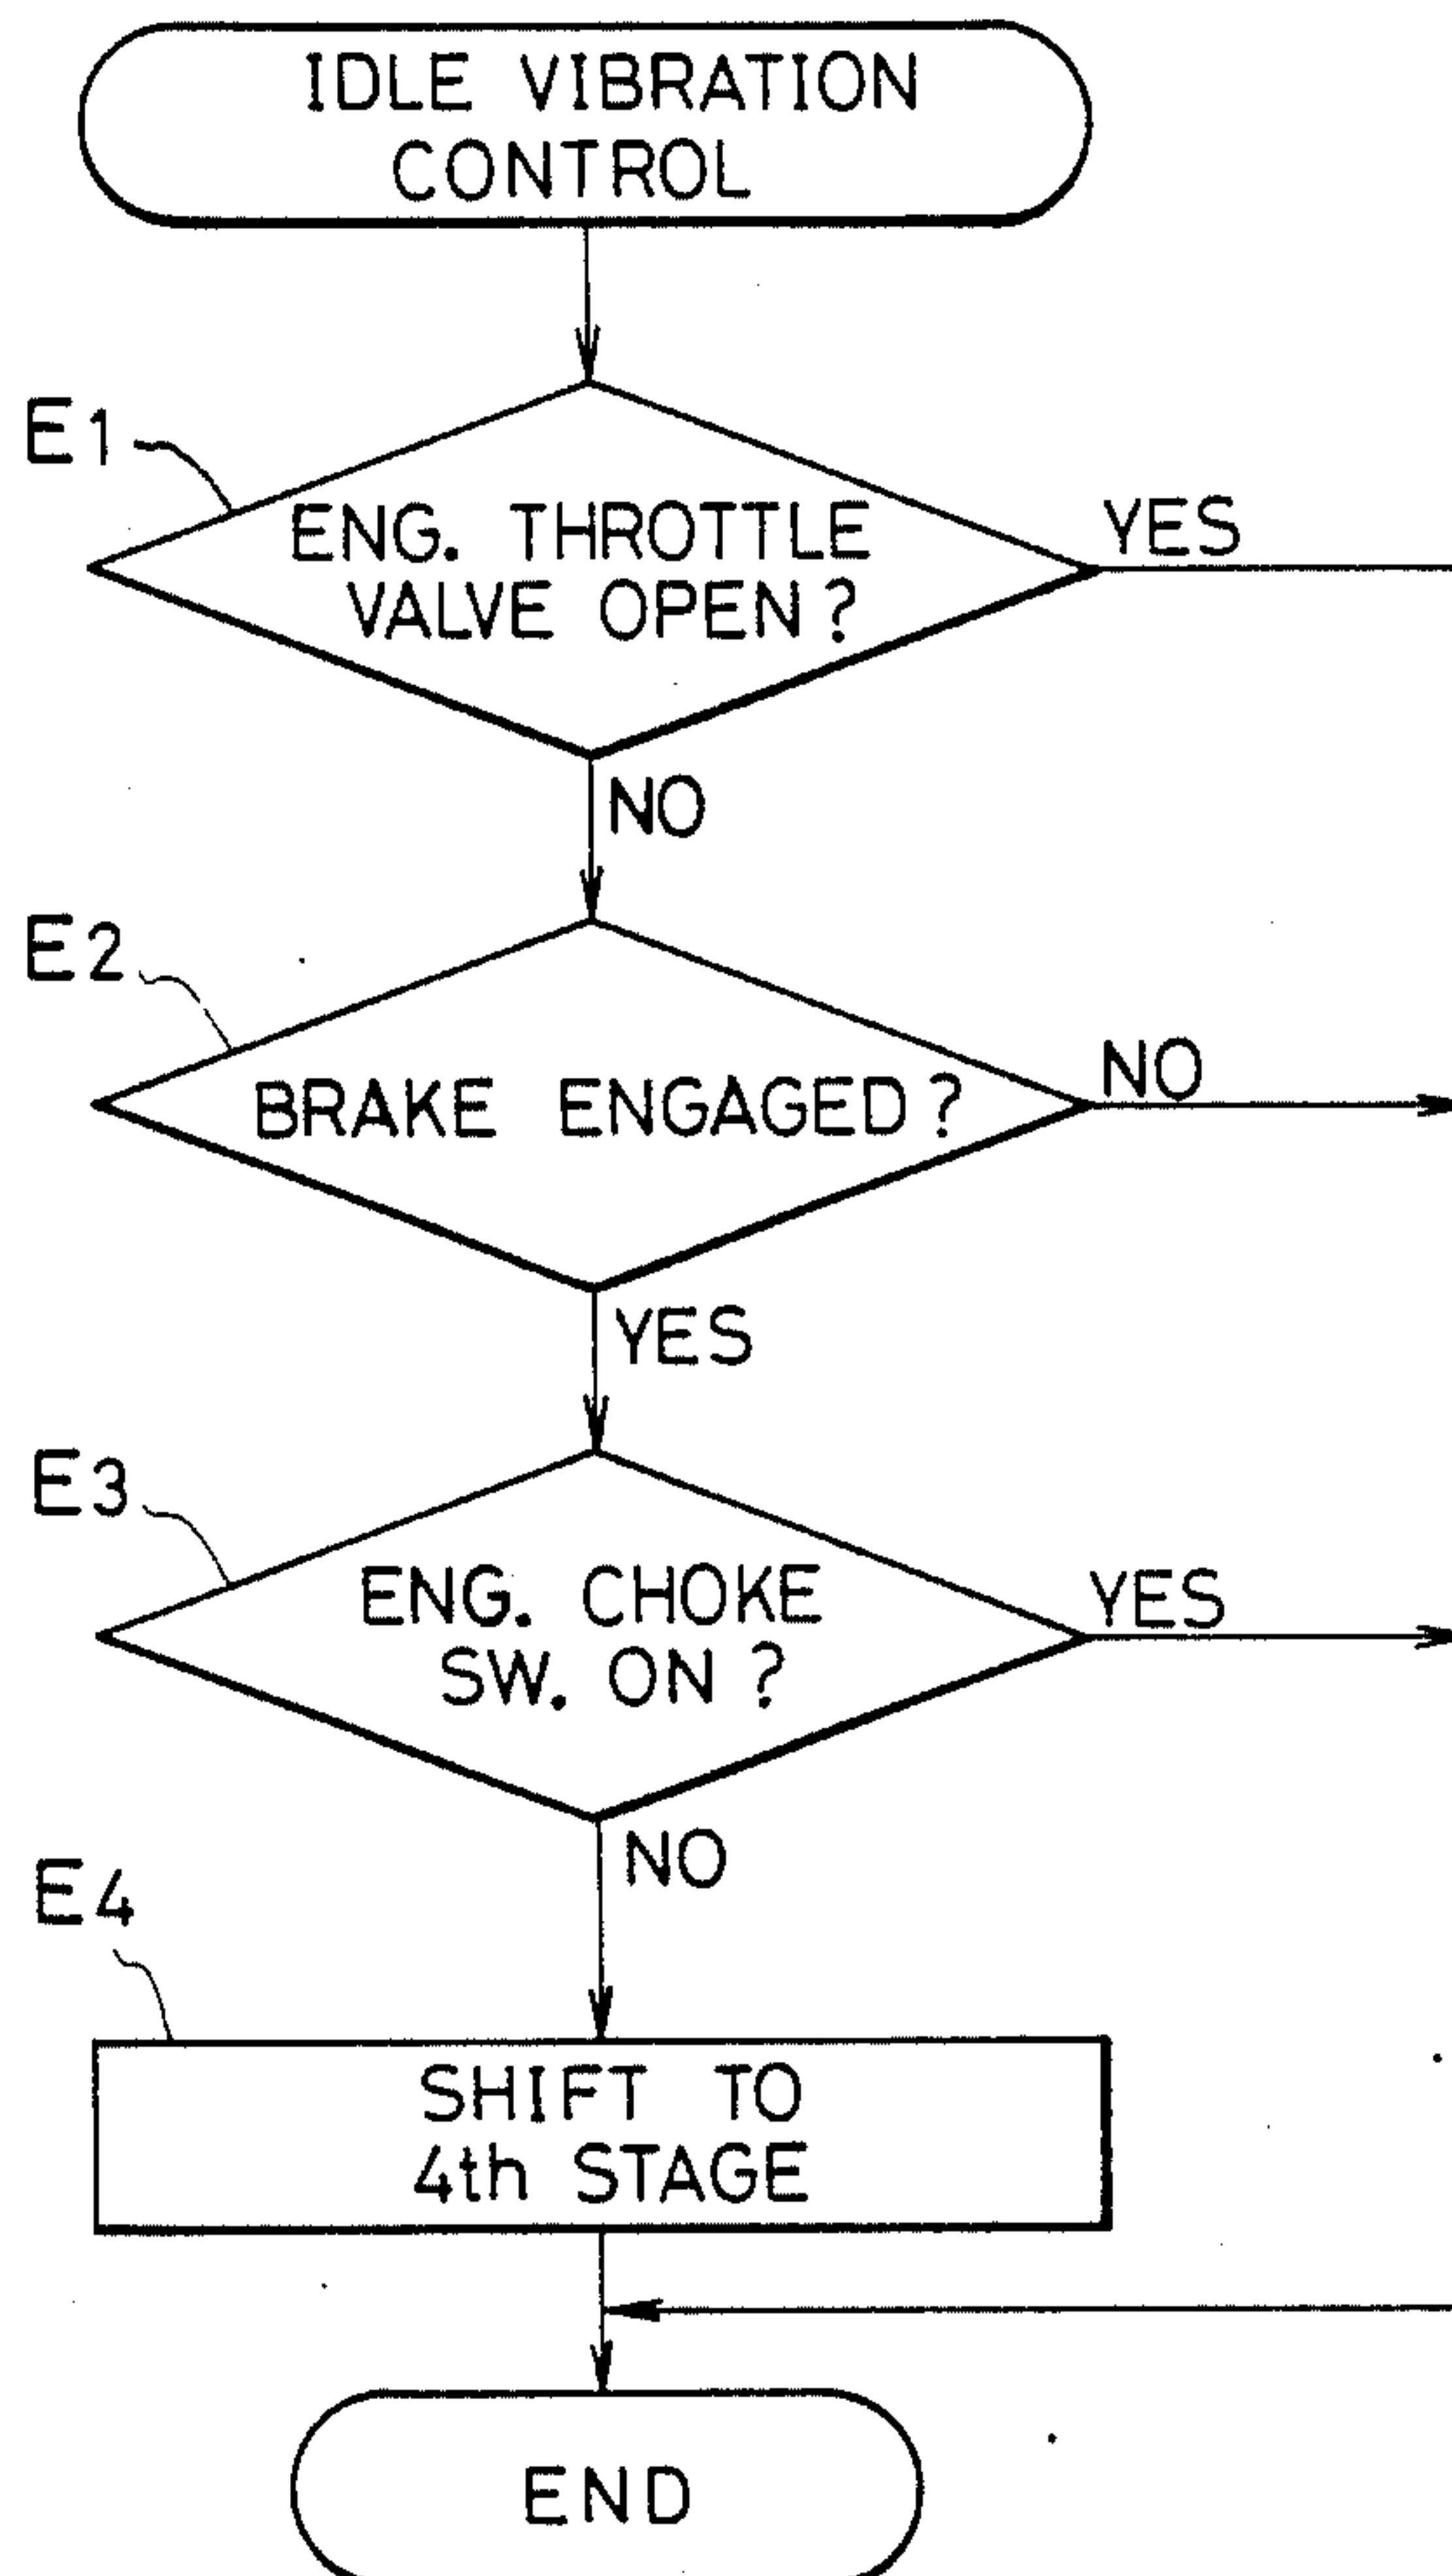 IDLE VIBRATION
CONTROL
E1
ENG. THROTTLE
VALVE OPEN?
YES
NO
E2
BRAKE ENGAGED?
NO
YES
E3
ENG. CHOKE
SW. ON?
YES
NO
E4
SHIFT TO
4th STAGE
END